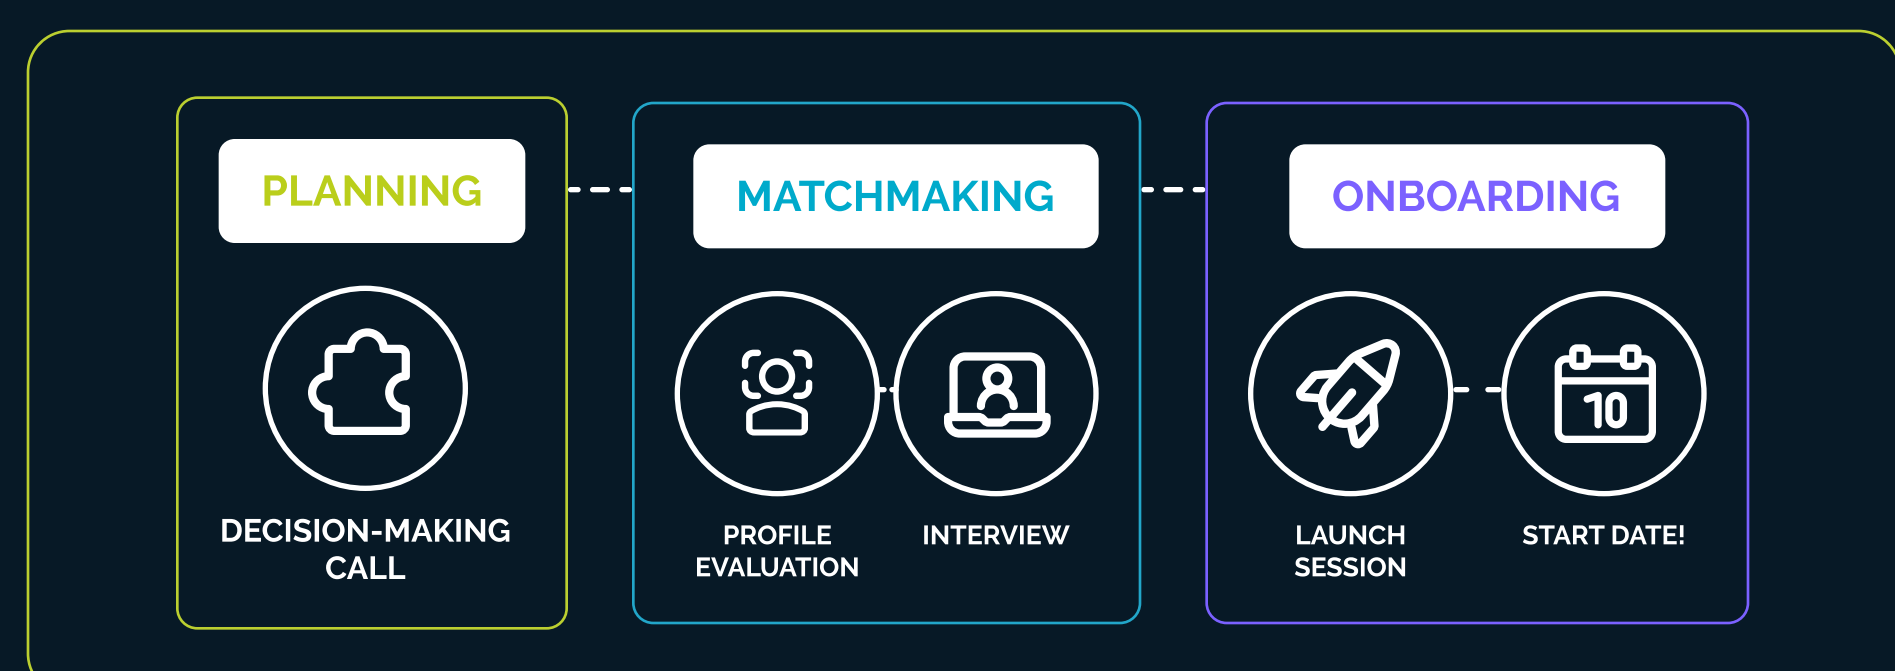 PLANNING
DECISION-MAKING
CALL
MATCHMAKING
PROFILE
EVALUATION
INTERVIEW
ONBOARDING
LAUNCH
SESSION
10
START DATE!